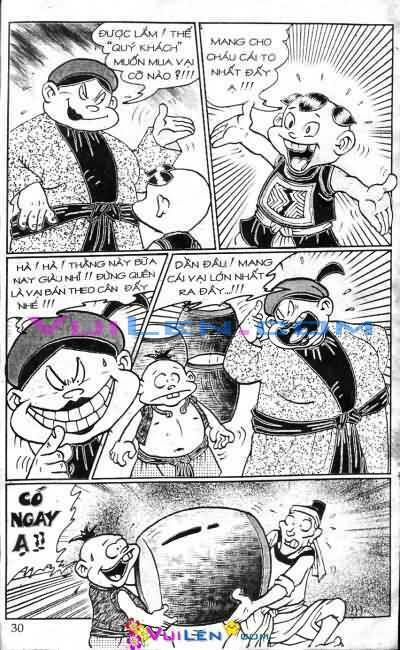 ĐƯỢC LẮM! THẾ
"QUÝ KHÁCH"
MUỐN MUA VẠI
CỠ NÀO?!!!
MANG CHO
CHÁU CÁI TO
NHẤT ĐẤY
Ạ!!!
HÀ! HÀ! THẰNG NÀY BỮA
NAY GIÀU NHỈ!! ĐỪNG QUÊN
LÀ VẠI BÁN THEO CÂN ĐẤY
NHÉ!!!
DẦN ĐÂU! MANG
CÁI VẠI LỚN NHẤT
RA ĐÂY...!!!
VuiLen.com
CÓ
NGAY
Ạ!!
30
VuiLen.com